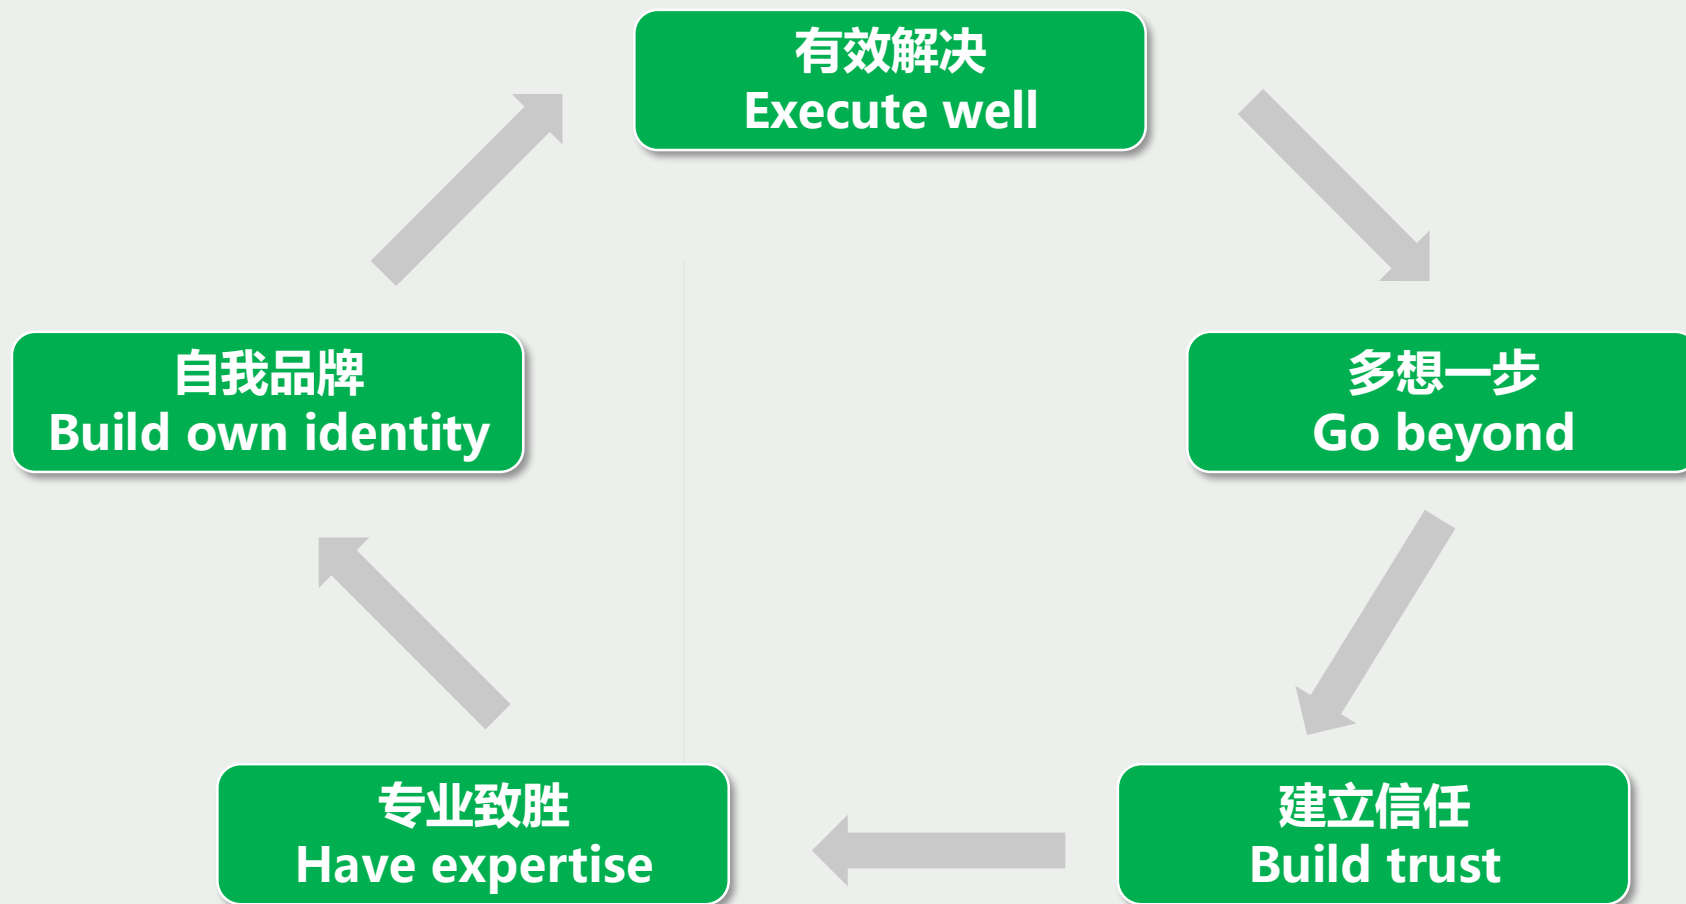 有效解决
Execute well
多想一步
Go beyond
建立信任
Build trust
专业致胜
Have expertise
自我品牌
Build own identity